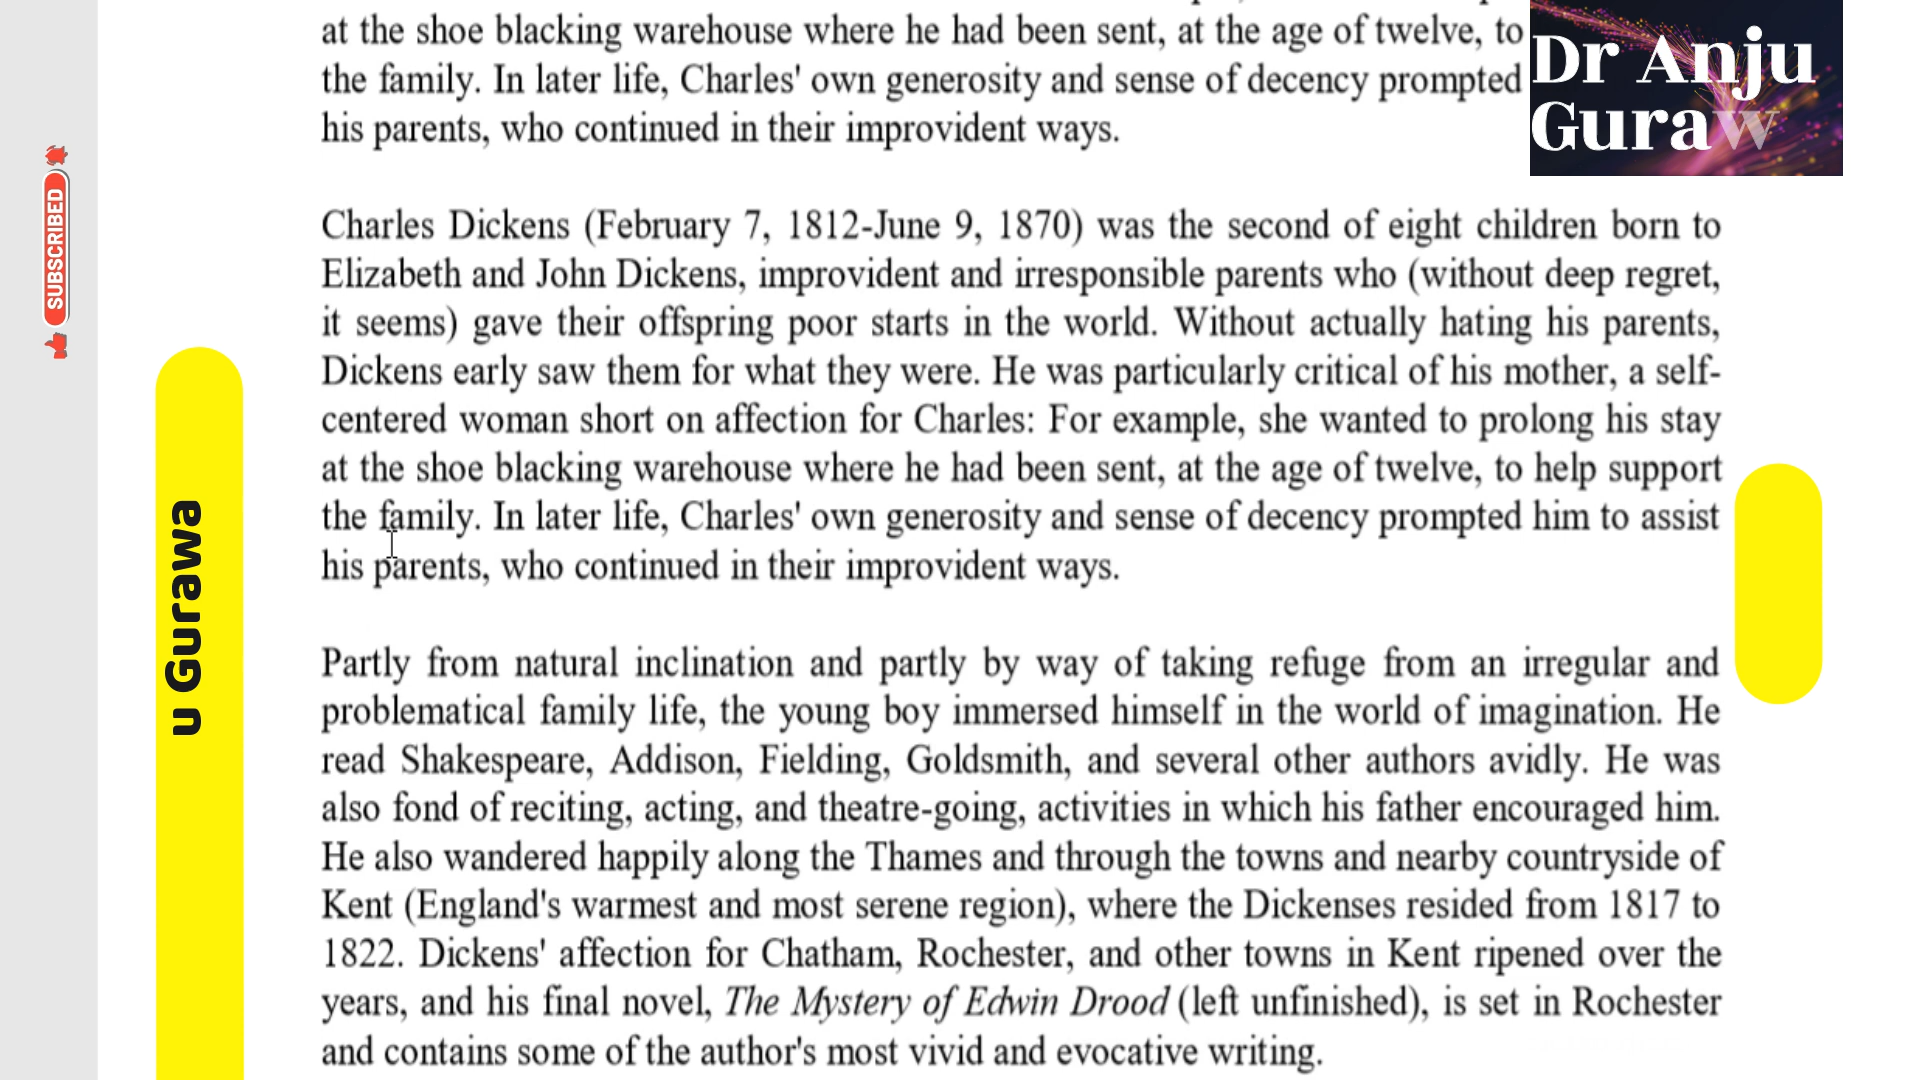 at the shoe blacking warehouse where he had been sent, at the age of twelve, to
the family. In later life, Charles' own generosity and sense of decency prompted
his parents, who continued in their improvident ways.
Dr Anju
Guraw
SUBSCRIBED
Charles Dickens (February 7, 1812-June 9, 1870) was the second of eight children born to
Elizabeth and John Dickens, improvident and irresponsible parents who (without deep regret,
it seems) gave their offspring poor starts in the world. Without actually hating his parents,
Dickens early saw them for what they were. He was particularly critical of his mother, a self-
centered woman short on affection for Charles: For example, she wanted to prolong his stay
at the shoe blacking warehouse where he had been sent, at the age of twelve, to help support
the family. In later life, Charles' own generosity and sense of decency prompted him to assist
his parents, who continued in their improvident ways.
u Gurawa
Partly from natural inclination and partly by way of taking refuge from an irregular and
problematical family life, the young boy immersed himself in the world of imagination. He
read Shakespeare, Addison, Fielding, Goldsmith, and several other authors avidly. He was
also fond of reciting, acting, and theatre-going, activities in which his father encouraged him.
He also wandered happily along the Thames and through the towns and nearby countryside of
Kent (England's warmest and most serene region), where the Dickenses resided from 1817 to
1822. Dickens' affection for Chatham, Rochester, and other towns in Kent ripened over the
years, and his final novel, The Mystery of Edwin Drood (left unfinished), is set in Rochester
and contains some of the author's most vivid and evocative writing.